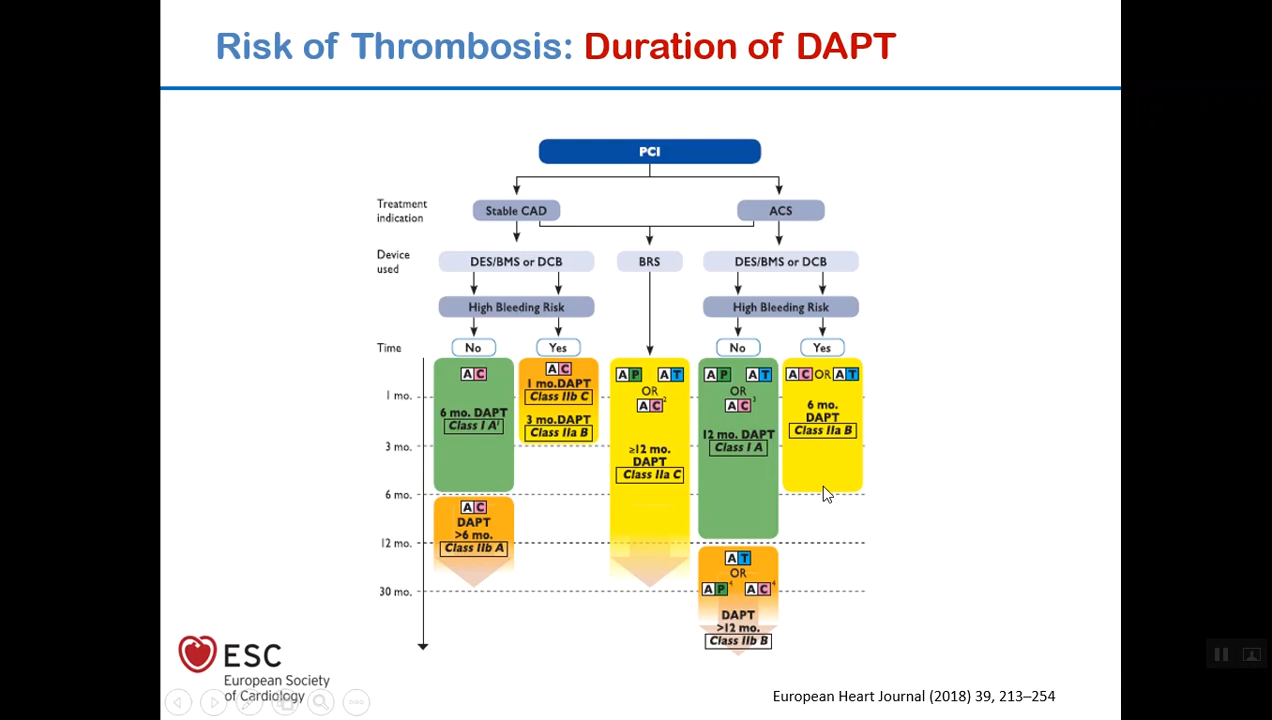 Risk of Thrombosis: Duration of DAPT
PCI
Treatment
indication
Stable CAD
ACS
Device
used
DES/BMS or DCB
BRS
DES/BMS or DCB
High Bleeding Risk
High Bleeding Risk
Time
No
Yes
No
Yes
1 mo.
3 mo.
6 mo.
12 mo.
30 mo.
A C
6 mo. DAPT
Class I A¹
A C
DAPT
>6 mo.
Class IIb A
A C
1 mo.DAPT
Class IIb C
3 mo.DAPT
Class IIa B
A P A T
OR
A C²
≥12 mo.
DAPT
Class IIa C
A P A T
OR
A C³
12 mo. DAPT
Class I A
A T
OR
A P⁴ A C⁴
DAPT
>12 mo.
Class IIb B
A C OR A T
6 mo.
DAPT
Class IIa B
ESC
European Society
of Cardiology
European Heart Journal (2018) 39, 213–254